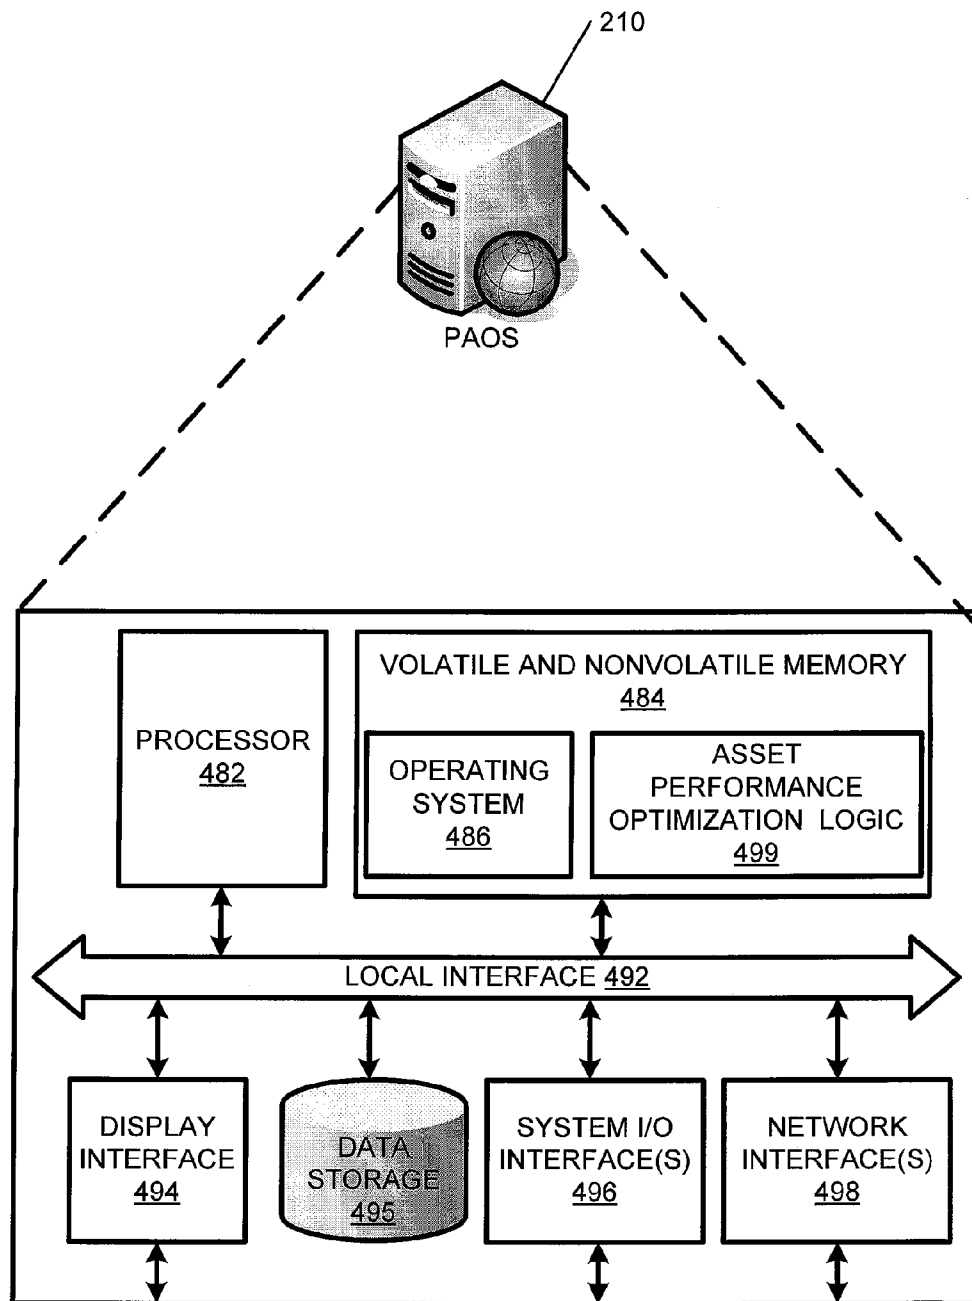 210
PAOS
PROCESSOR
482
VOLATILE AND NONVOLATILE MEMORY
484
OPERATING
SYSTEM
486
ASSET
PERFORMANCE
OPTIMIZATION LOGIC
499
LOCAL INTERFACE 492
DISPLAY
INTERFACE
494
DATA
STORAGE
495
SYSTEM I/O
INTERFACE(S)
496
NETWORK
INTERFACE(S)
498